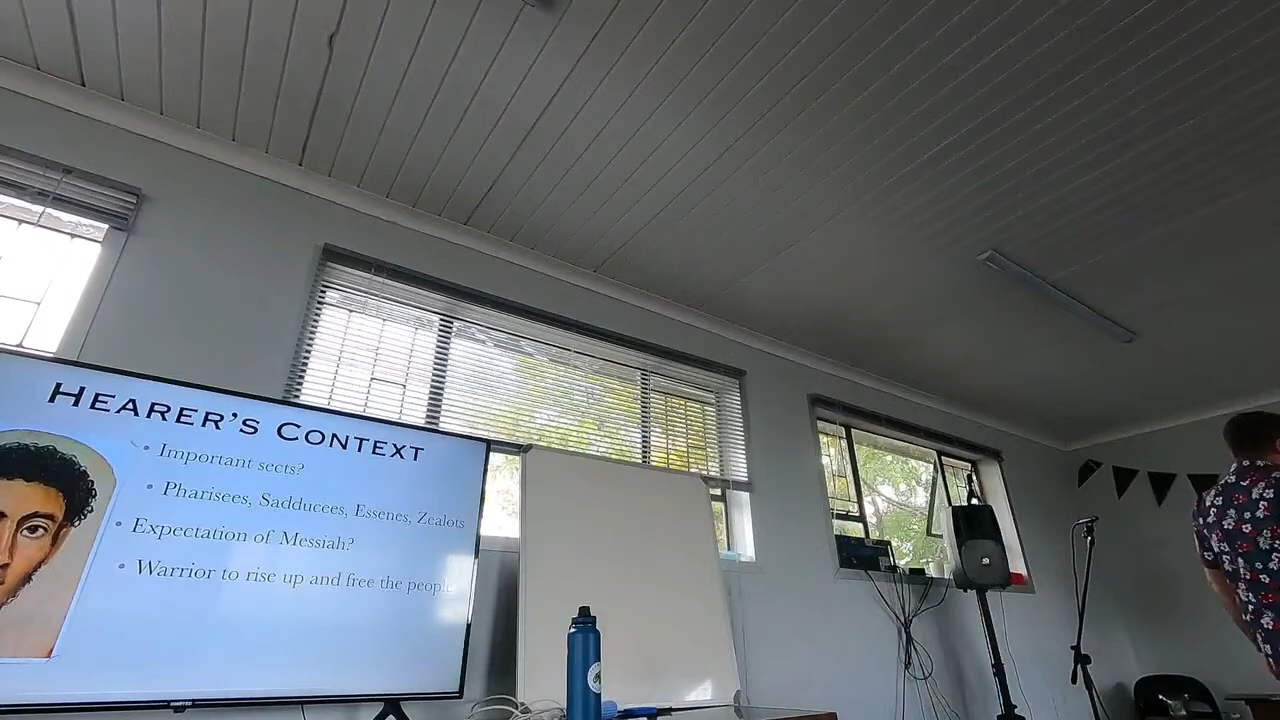 HEARER'S CONTEXT
• Important sects?
• Pharisees, Sadducees, Essenes, Zealots
• Expectation of Messiah?
• Warrior to rise up and free the people